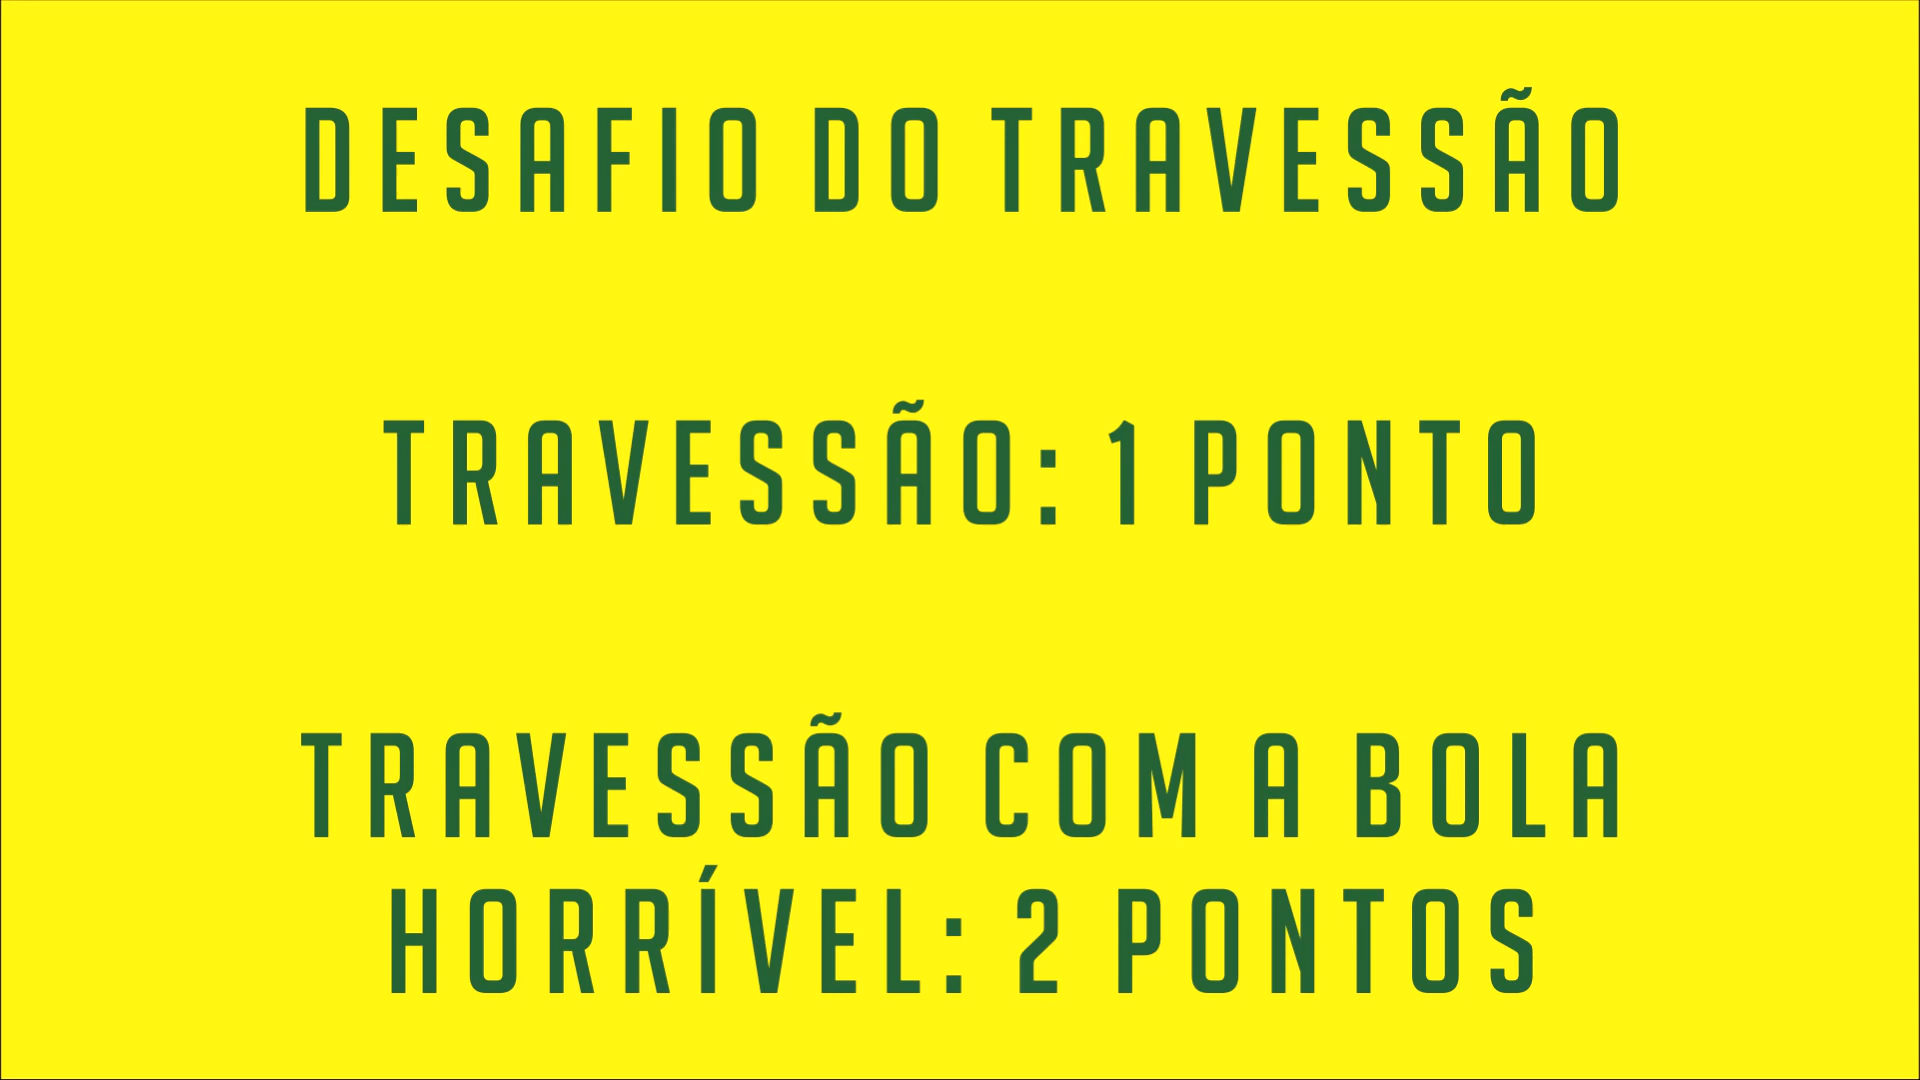 DESAFIO DO TRAVESSÃO
TRAVESSÃO: 1 PONTO
TRAVESSÃO COM A BOLA
HORRÍVEL: 2 PONTOS